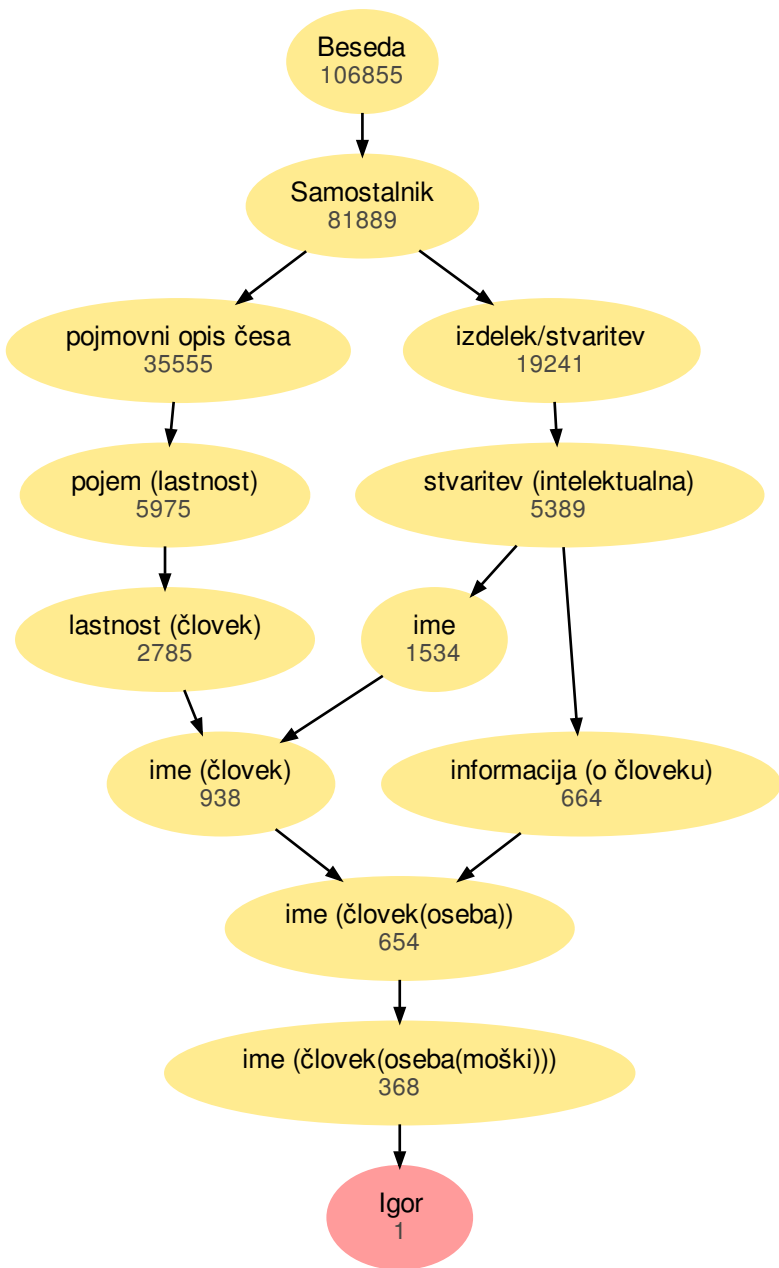 Beseda
106855
Samostalnik
81889
pojmovni opis česa
35555
izdelek/stvaritev
19241
pojem (lastnost)
5975
stvaritev (intelektualna)
5389
lastnost (človek)
2785
ime
1534
ime (človek)
938
informacija (o človeku)
664
ime (človek(oseba))
654
ime (človek(oseba(moški)))
368
Igor
1